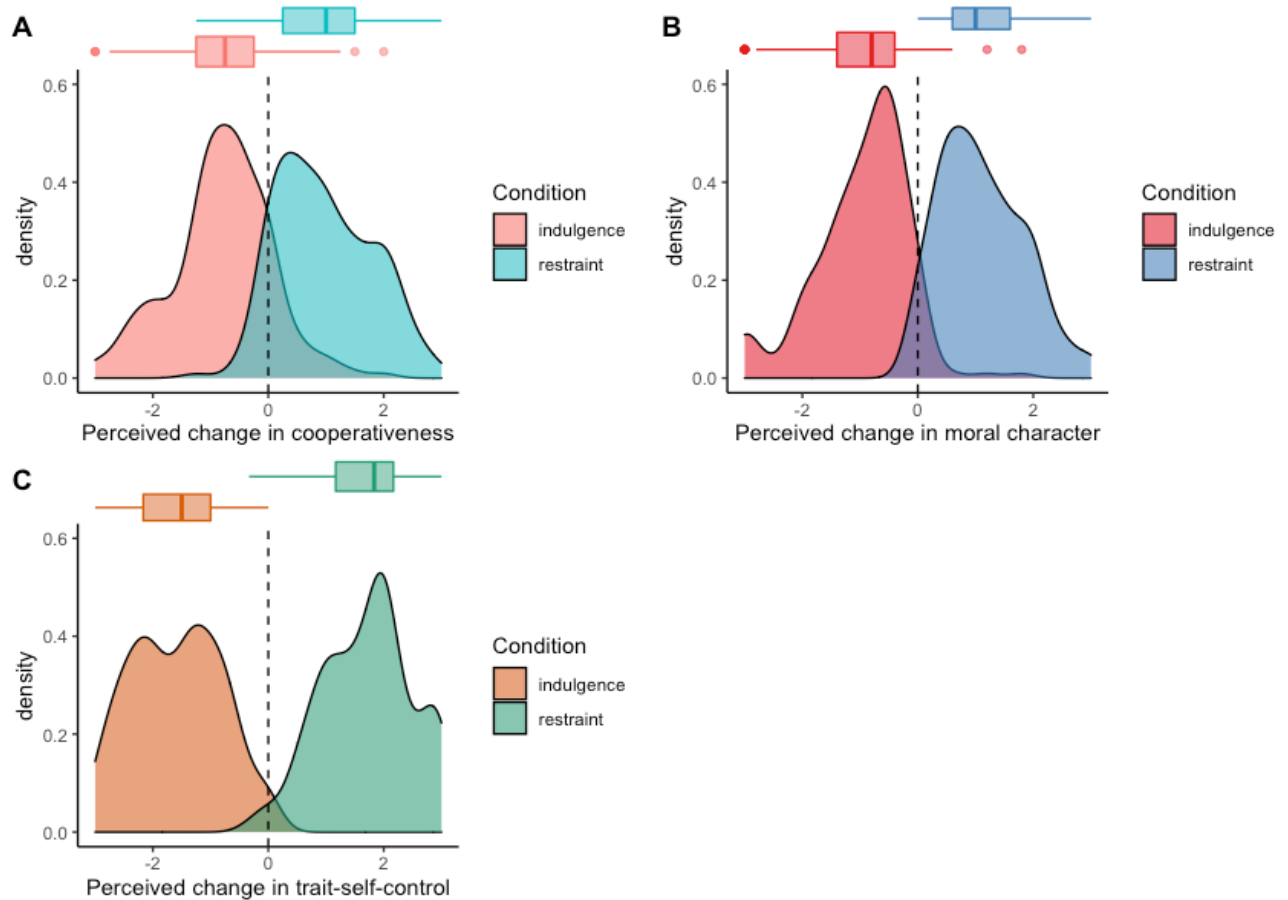 A
0.6
0.4
0.2
0.0
density
-2 0 2
Perceived change in cooperativeness
Condition
indulgence
restraint
B
0.6
0.4
0.2
0.0
density
-2 0 2
Perceived change in moral character
Condition
indulgence
restraint
C
0.6
0.4
0.2
0.0
density
-2 0 2
Perceived change in trait-self-control
Condition
indulgence
restraint